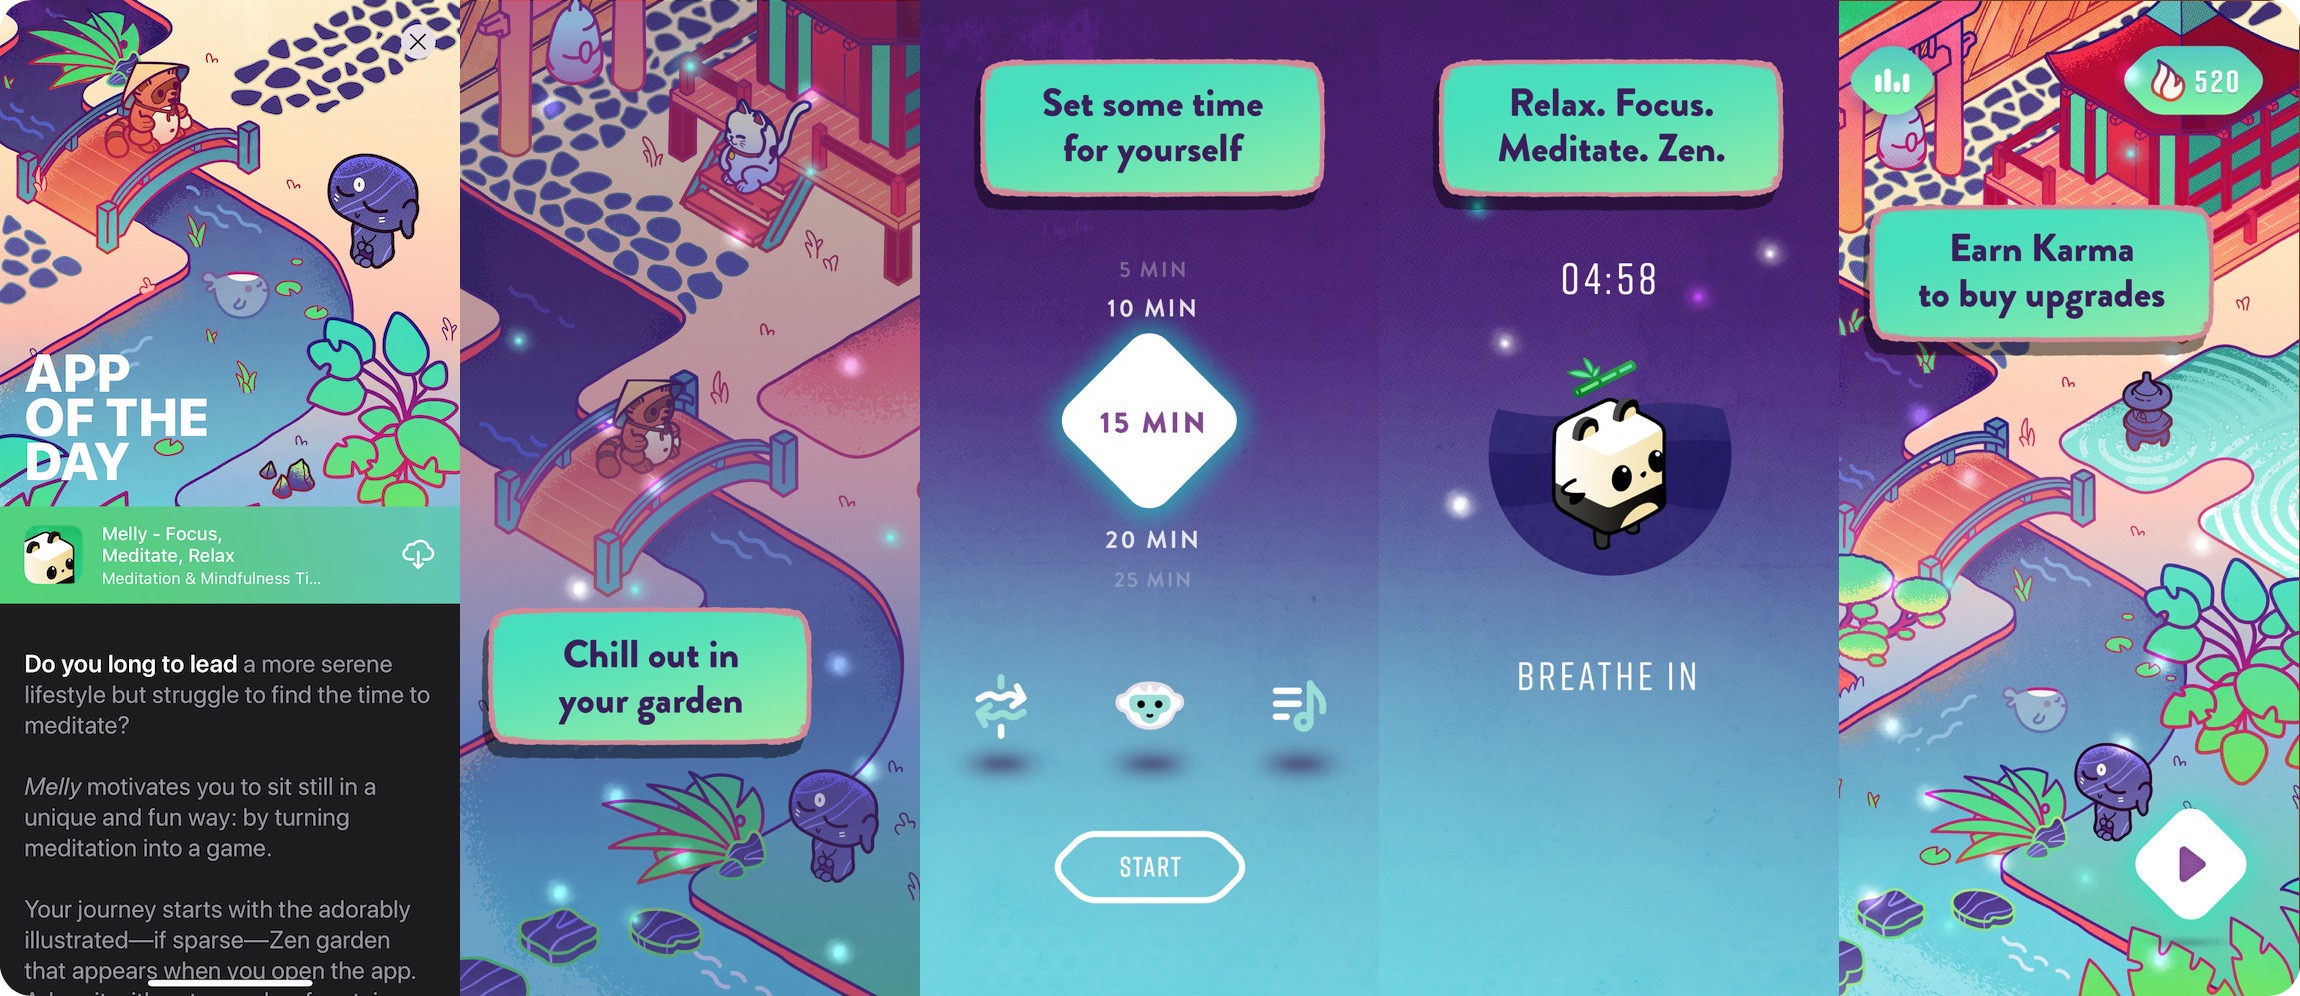 APP
OF THE
DAY
Melly - Focus,
Meditate, Relax
Meditation & Mindfulness Ti...
Do you long to lead a more serene
lifestyle but struggle to find the time to
meditate?
Melly motivates you to sit still in a
unique and fun way: by turning
meditation into a game.
Your journey starts with the adorably
illustrated—if sparse—Zen garden
that appears when you open the app.
Chill out in
your garden
Set some time
for yourself
5 MIN
10 MIN
15 MIN
20 MIN
25 MIN
START
Relax. Focus.
Meditate. Zen.
04:58
BREATHE IN
520
Earn Karma
to buy upgrades